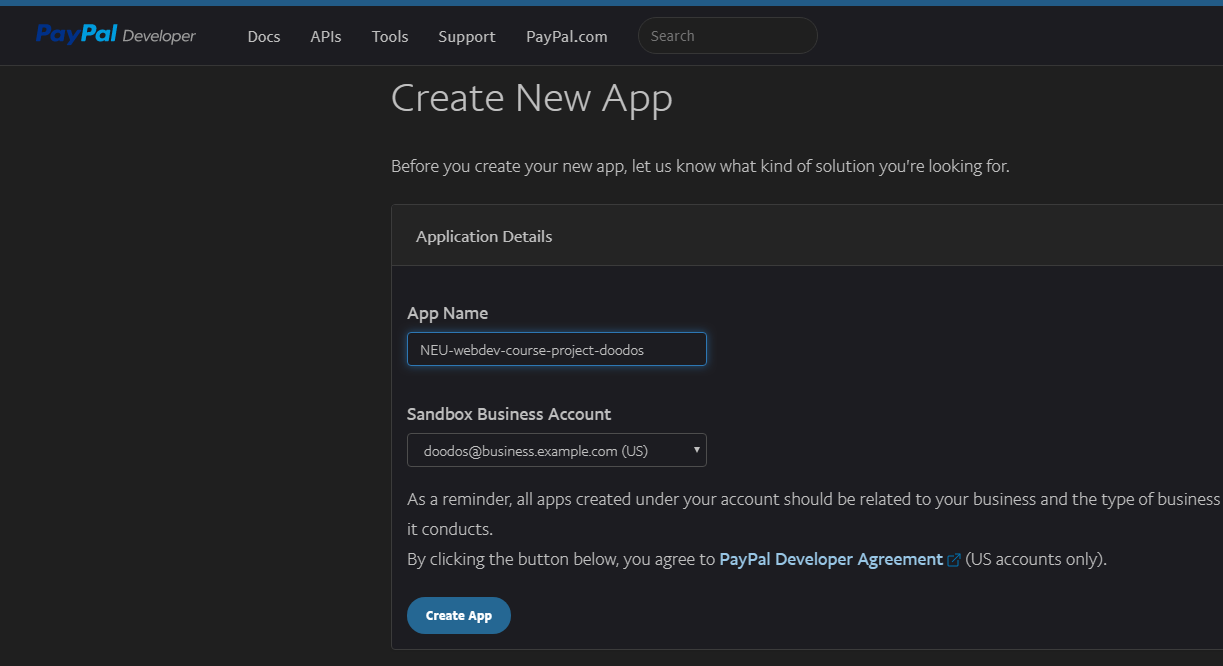 PayPal Developer Docs APIs Tools Support PayPal.com Search
Create New App
Before you create your new app, let us know what kind of solution you're looking for.
Application Details
App Name
NEU-webdev-course-project-doodos
Sandbox Business Account
doodos@business.example.com (US)
As a reminder, all apps created under your account should be related to your business and the type of business
it conducts.
By clicking the button below, you agree to PayPal Developer Agreement (US accounts only).
Create App